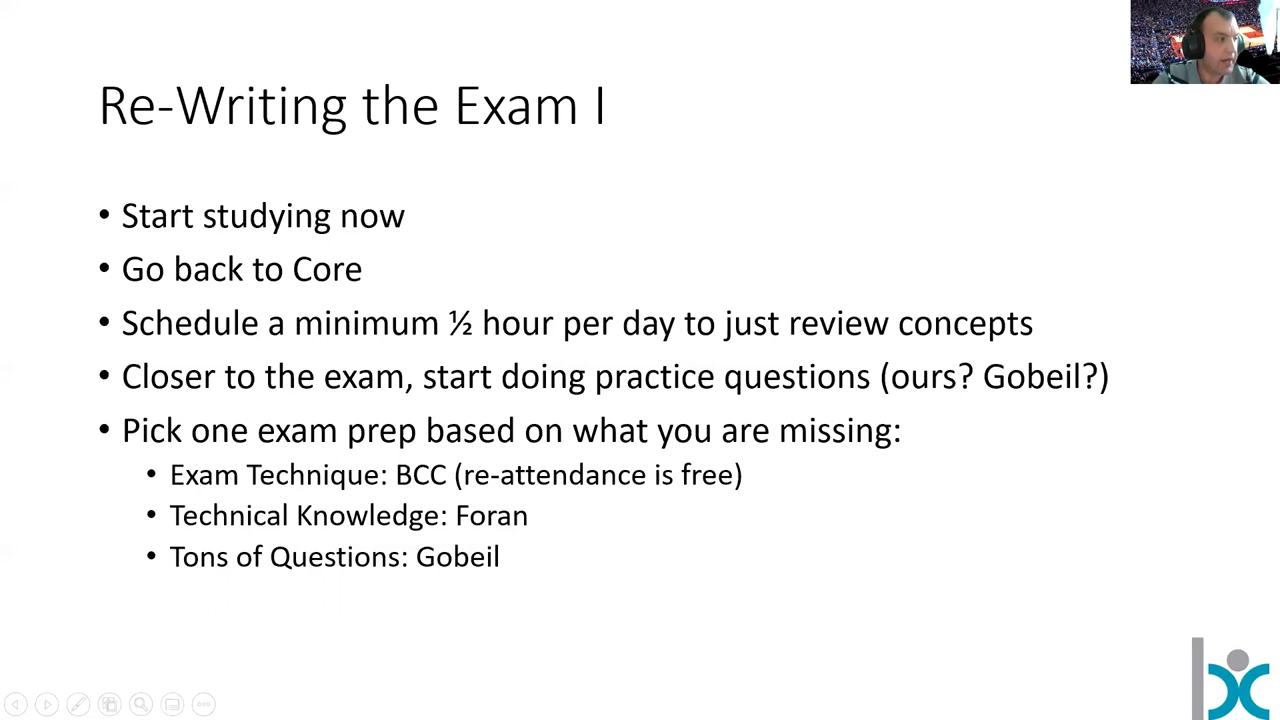 Re-Writing the Exam I
• Start studying now
• Go back to Core
• Schedule a minimum ½ hour per day to just review concepts
• Closer to the exam, start doing practice questions (ours? Gobeil?)
• Pick one exam prep based on what you are missing:
• Exam Technique: BCC (re-attendance is free)
• Technical Knowledge: Foran
• Tons of Questions: Gobeil